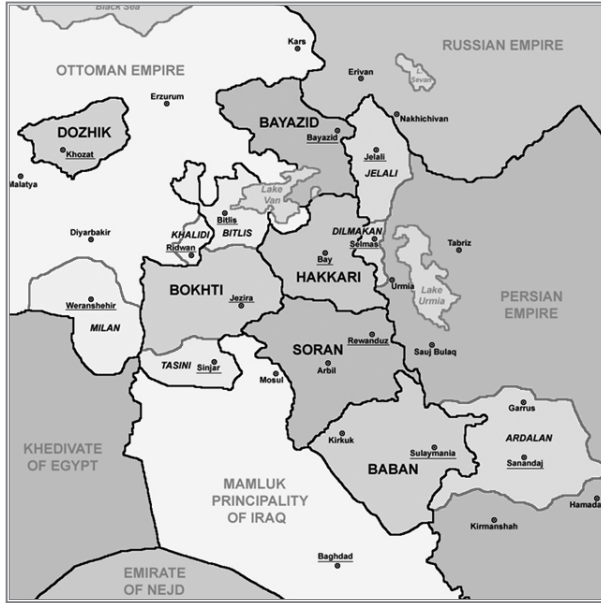 Black Sea
RUSSIAN EMPIRE
Kars
OTTOMAN EMPIRE
Erivan
L.
Sevan
Erzurum
Nakhichivan
DOZHIK
BAYAZID
Bayazid
Khozat
Jelali
JELALI
Malatya
Lake
Van
Bitlis
BITLIS
KHALIDI
Ridwan
Diyarbakir
DILMAKAN
Selmas
Tabriz
Bay
HAKKARI
Urmia
Lake
Urmia
BOKHTI
Jezira
Weranshehir
MILAN
PERSIAN
EMPIRE
SORAN
Rewanduz
Arbil
Sauj Bulaq
TASINI
Sinjar
Mosul
Garrus
ARDALAN
Sanandaj
Kirkuk
Sulaymania
BABAN
KHEDIVATE
OF EGYPT
MAMLUK
PRINCIPALITY
OF IRAQ
Hamada
Kirmanshah
Baghdad
EMIRATE
OF NEJD